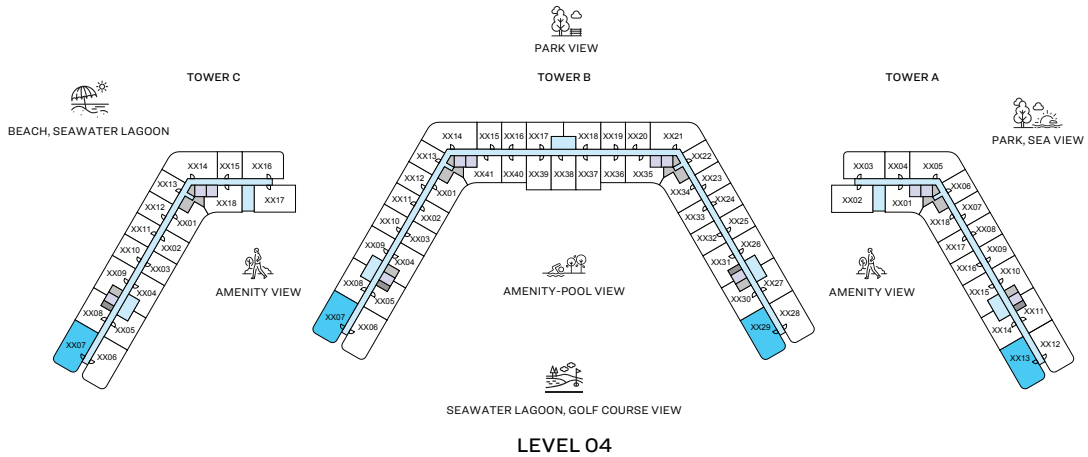 PARK VIEW
TOWER C
TOWER B
TOWER A
BEACH, SEAWATER LAGOON
PARK, SEA VIEW
XX14
XX15
XX16
XX13
XX12
XX11
XX10
XX09
XX08
XX07
XX06
XX05
XX04
XX03
XX02
XX01
XX18
XX17
XX14
XX15
XX16
XX17
XX18
XX19
XX20
XX21
XX13
XX12
XX11
XX10
XX09
XX08
XX07
XX06
XX05
XX04
XX03
XX02
XX01
XX41
XX40
XX39
XX38
XX37
XX36
XX35
XX34
XX33
XX32
XX31
XX30
XX29
XX28
XX27
XX26
XX25
XX24
XX23
XX22
XX03
XX04
XX05
XX02
XX01
XX06
XX07
XX08
XX09
XX10
XX11
XX12
XX13
XX14
XX15
XX16
XX17
XX18
AMENITY VIEW
AMENITY-POOL VIEW
AMENITY VIEW
SEAWATER LAGOON, GOLF COURSE VIEW
LEVEL 04